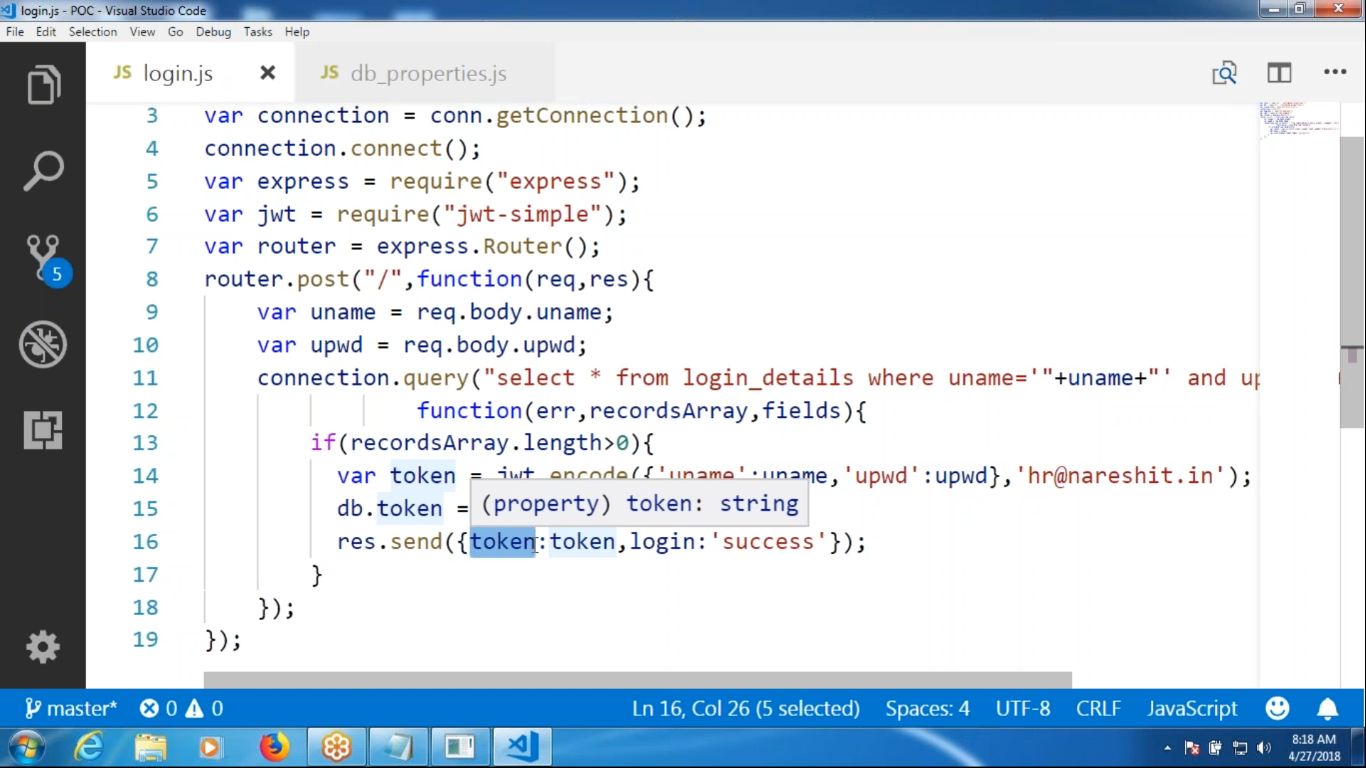 login.js - POC - Visual Studio Code
File Edit Selection View Go Debug Tasks Help
JS login.js JS db_properties.js
3 var connection = conn.getConnection();
4 connection.connect();
5 var express = require("express");
6 var jwt = require("jwt-simple");
7 var router = express.Router();
8 router.post("/",function(req,res){
9 var uname = req.body.uname;
10 var upwd = req.body.upwd;
11 connection.query("select * from login_details where uname='"+uname+"' and up
12 function(err,recordsArray,fields){
13 if(recordsArray.length>0){
14 var token = jwt.encode({'uname':uname,'upwd':upwd},'hr@nareshit.in');
(property) token: string
15 db.token =
16 res.send({token:token,login:'success'});
17 }
18 });
19 });
5
master* 0 0 Ln 16, Col 26 (5 selected) Spaces: 4 UTF-8 CRLF JavaScript
8:18 AM
4/27/2018